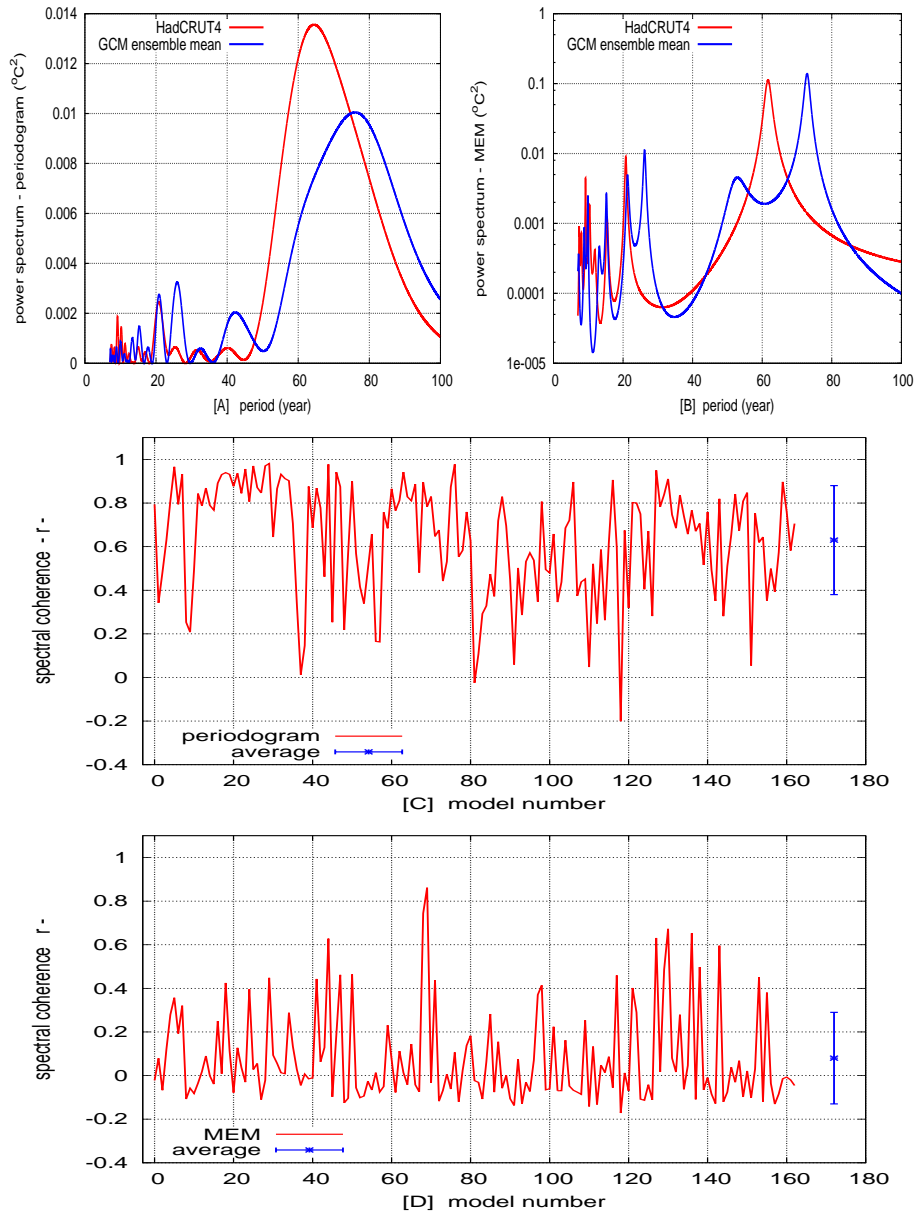 HadCRUT4
GCM ensemble mean
power spectrum - periodogram (°C²)
0.014
0.012
0.01
0.008
0.006
0.004
0.002
0
0 20 40 60 80 100
[A] period (year)
HadCRUT4
GCM ensemble mean
power spectrum - MEM (°C²)
1
0.1
0.01
0.001
0.0001
1e-005
0 20 40 60 80 100
[B] period (year)
spectral coherence - r -
1
0.8
0.6
0.4
0.2
0
-0.2
-0.4
periodogram
average
0 20 40 60 80 100 120 140 160 180
[C] model number
spectral coherence r -
1
0.8
0.6
0.4
0.2
0
-0.2
-0.4
MEM
average
0 20 40 60 80 100 120 140 160 180
[D] model number